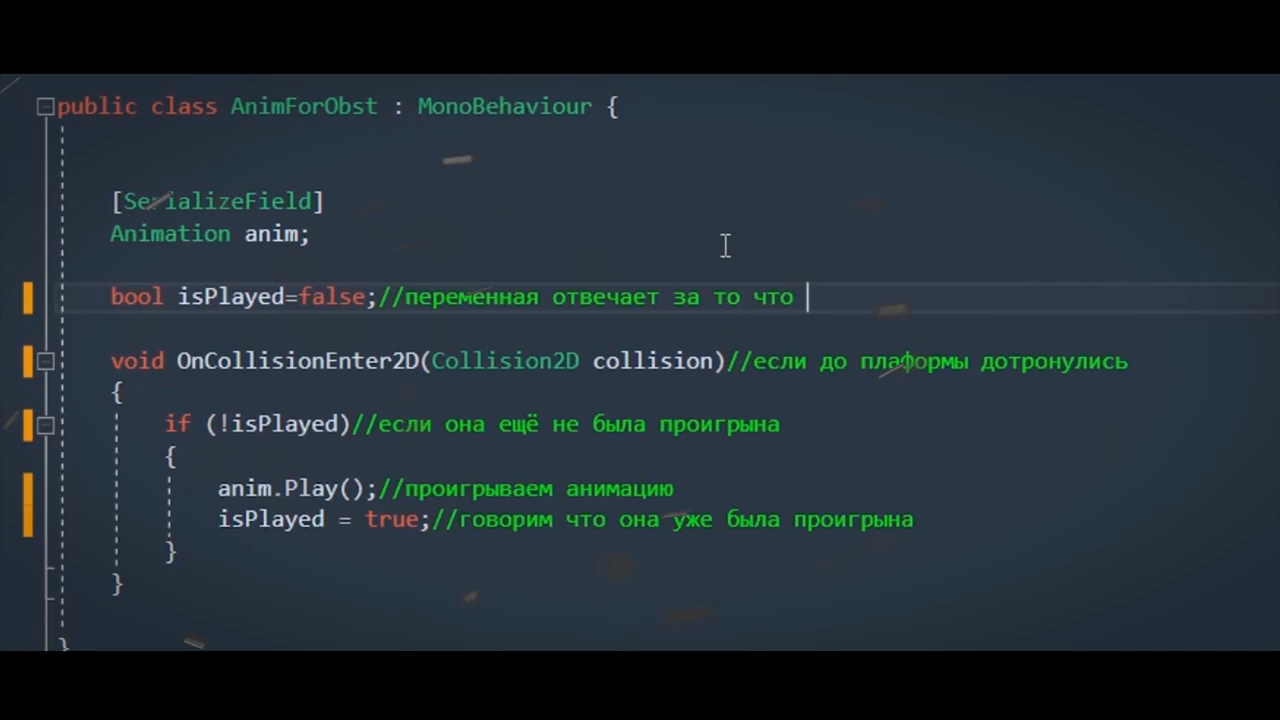 public class AnimForObst : MonoBehaviour {
[SerializeField]
Animation anim;
bool isPlayed=false;//переменная отвечает за то что
void OnCollisionEnter2D(Collision2D collision)//если до плаформы дотронулись
{
if (!isPlayed)//если она ещё не была проигрына
{
anim.Play();//проигрываем анимацию
isPlayed = true;//говорим что она уже была проигрына
}
}
}